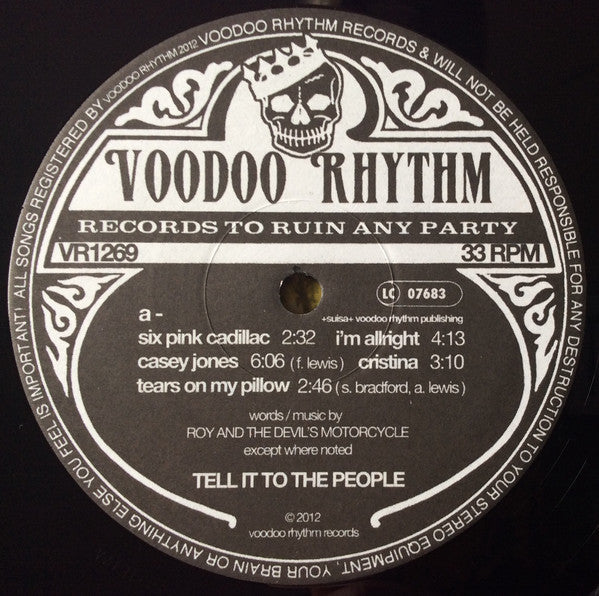 VOODOO RHYTHM RECORDS & WILL NOT BE HELD RESPONSIBLE FOR ANY DESTRUCTION TO YOUR STEREO EQUIPMENT, YOUR BRAIN OR ANYTHING ELSE YOU FEEL IS IMPORTANT! ALL SONGS REGISTERED BY VOODOO RHYTHM 2012
VOODOO RHYTHM
RECORDS TO RUIN ANY PARTY
VR1269 33 RPM
LC 07683
a - +suisa+ voodoo rhythm publishing
six pink cadillac 2:32 i'm allright 4:13
casey jones 6:06 ( f. lewis ) cristina 3:10
tears on my pillow 2:46 ( s. bradford, a. lewis )
words / music by
ROY AND THE DEVIL'S MOTORCYCLE
except where noted
TELL IT TO THE PEOPLE
© 2012
voodoo rhythm records